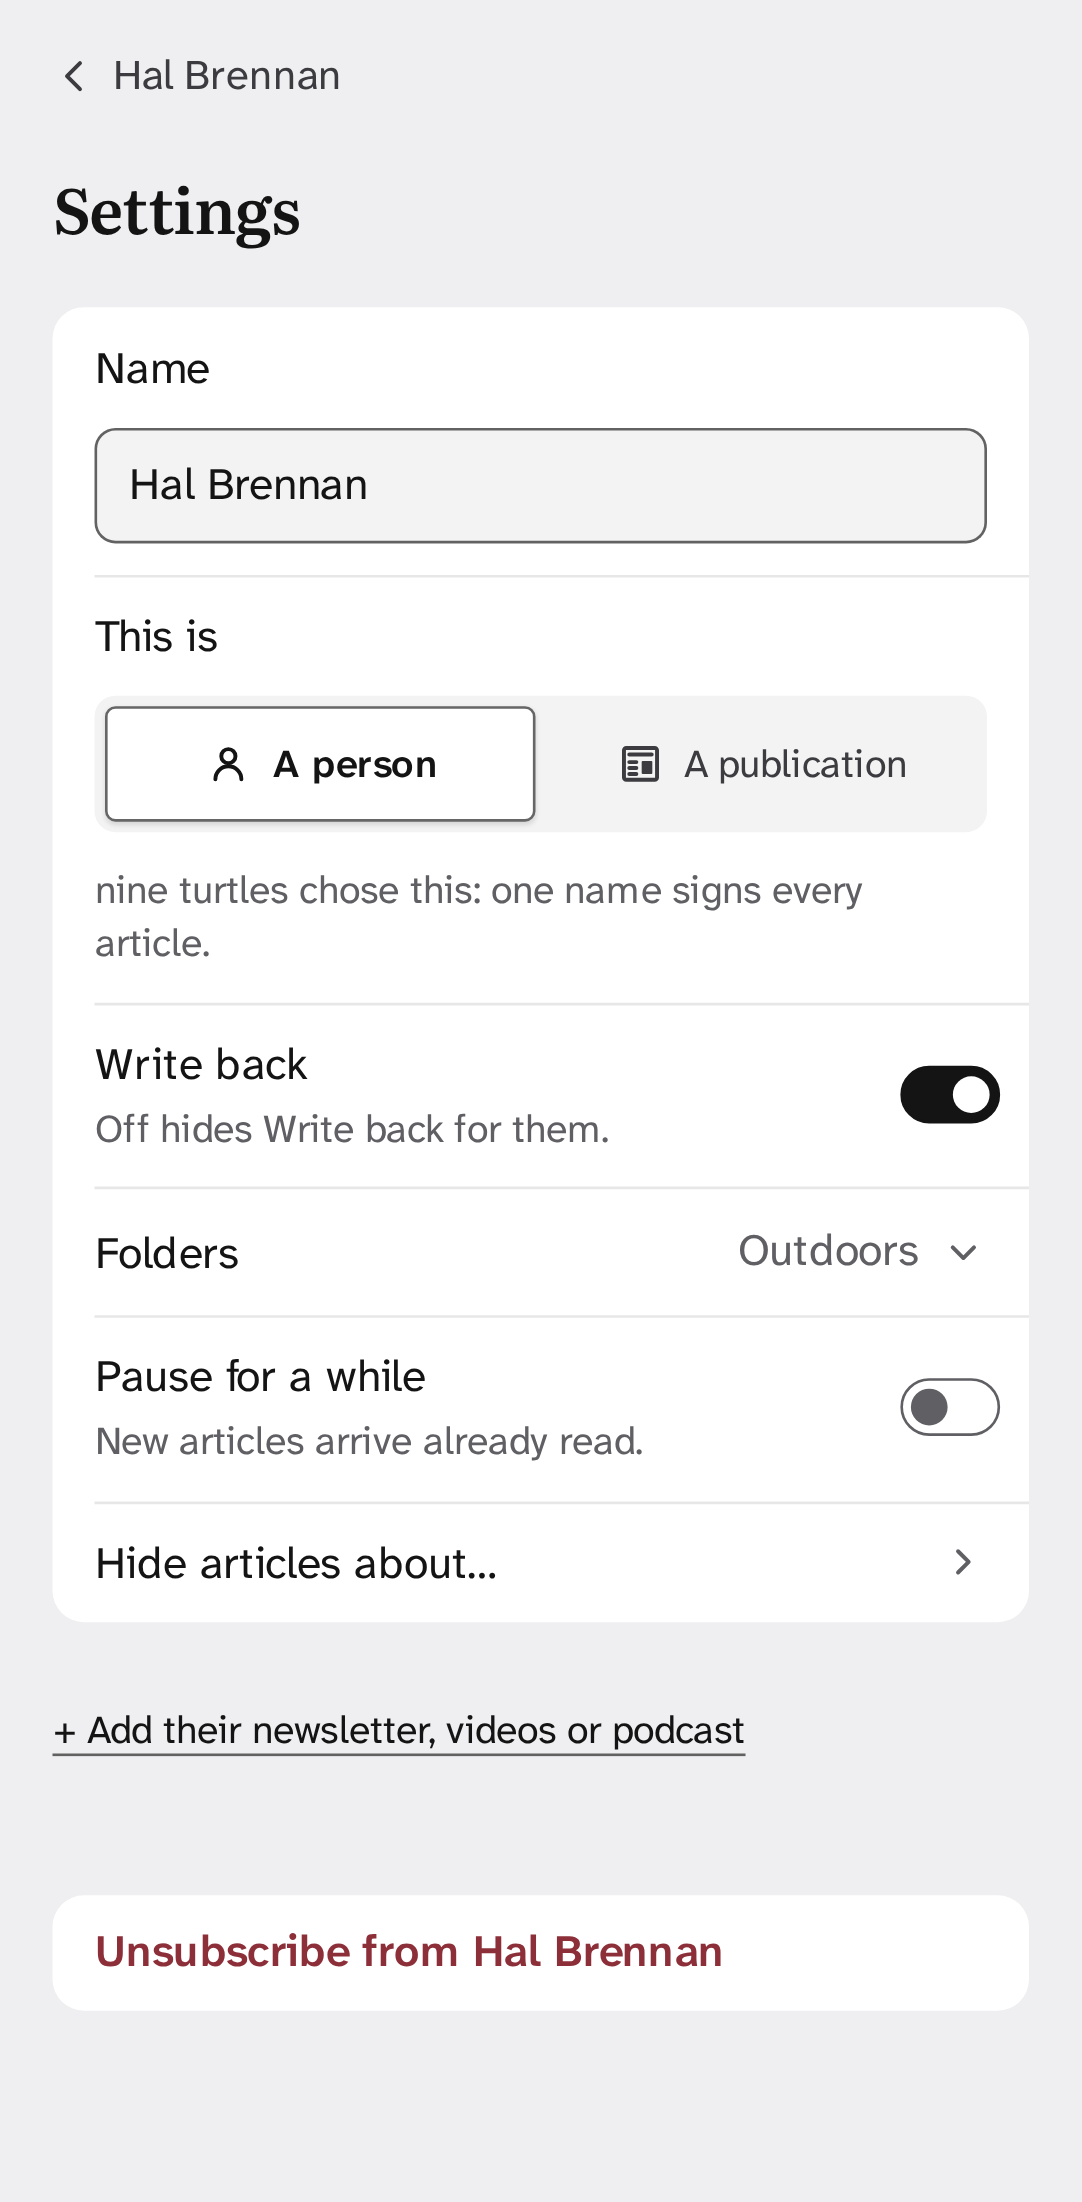 Hal Brennan
Settings
Name
Hal Brennan
This is
A person
A publication
nine turtles chose this: one name signs every
article.
Write back
Off hides Write back for them.
Folders
Outdoors
Pause for a while
New articles arrive already read.
Hide articles about...
+ Add their newsletter, videos or podcast
Unsubscribe from Hal Brennan